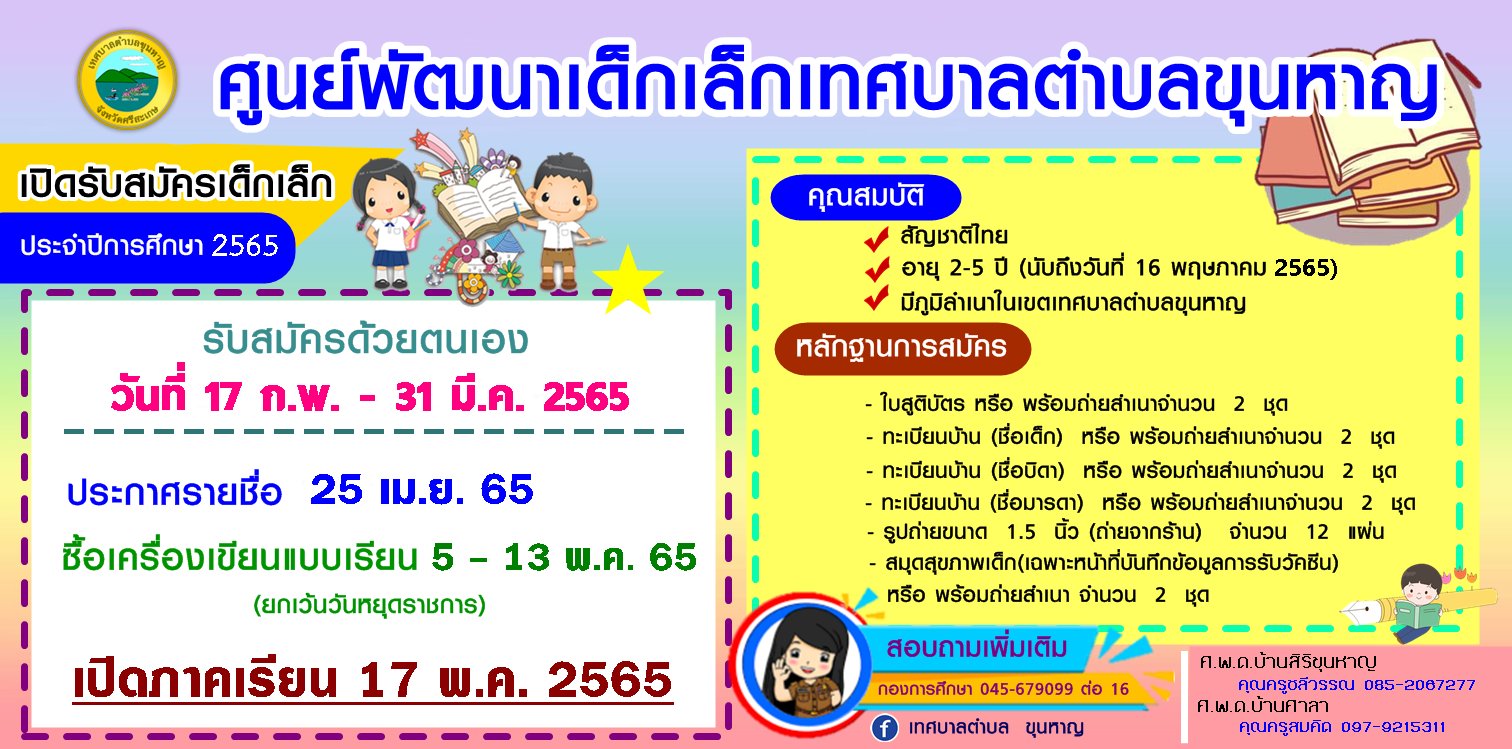 เทศบาลตำบลขุนหาญ
จังหวัดศรีสะเกษ
ศูนย์พัฒนาเด็กเล็กเทศบาลตำบลขุนหาญ
เปิดรับสมัครเด็กเล็ก
ประจำปีการศึกษา 2565
รับสมัครด้วยตนเอง
วันที่ 17 ก.พ. - 31 มี.ค. 2565
ประกาศรายชื่อ 25 เม.ย. 65
ซื้อเครื่องเขียนแบบเรียน 5 – 13 พ.ค. 65
(ยกเว้นวันหยุดราชการ)
เปิดภาคเรียน 17 พ.ค. 2565
คุณสมบัติ
สัญชาติไทย
อายุ 2-5 ปี (นับถึงวันที่ 16 พฤษภาคม 2565)
มีภูมิลำเนาในเขตเทศบาลตำบลขุนหาญ
หลักฐานการสมัคร
- ใบสูติบัตร หรือ พร้อมถ่ายสำเนาจำนวน 2 ชุด
- ทะเบียนบ้าน (ชื่อเด็ก) หรือ พร้อมถ่ายสำเนาจำนวน 2 ชุด
- ทะเบียนบ้าน (ชื่อบิดา) หรือ พร้อมถ่ายสำเนาจำนวน 2 ชุด
- ทะเบียนบ้าน (ชื่อมารดา) หรือ พร้อมถ่ายสำเนาจำนวน 2 ชุด
- รูปถ่ายขนาด 1.5 นิ้ว (ถ่ายจากร้าน) จำนวน 12 แผ่น
- สมุดสุขภาพเด็ก(เฉพาะหน้าที่บันทึกข้อมูลการรับวัคซีน)
หรือ พร้อมถ่ายสำเนา จำนวน 2 ชุด
สอบถามเพิ่มเติม
กองการศึกษา 045-679099 ต่อ 16
เทศบาลตำบล ขุนหาญ
ศ.พ.ด.บ้านสิริขุนหาญ
คุณครูชลีวรรณ 085-2067277
ศ.พ.ด.บ้านศาลา
คุณครูสมคิด 097-9215311